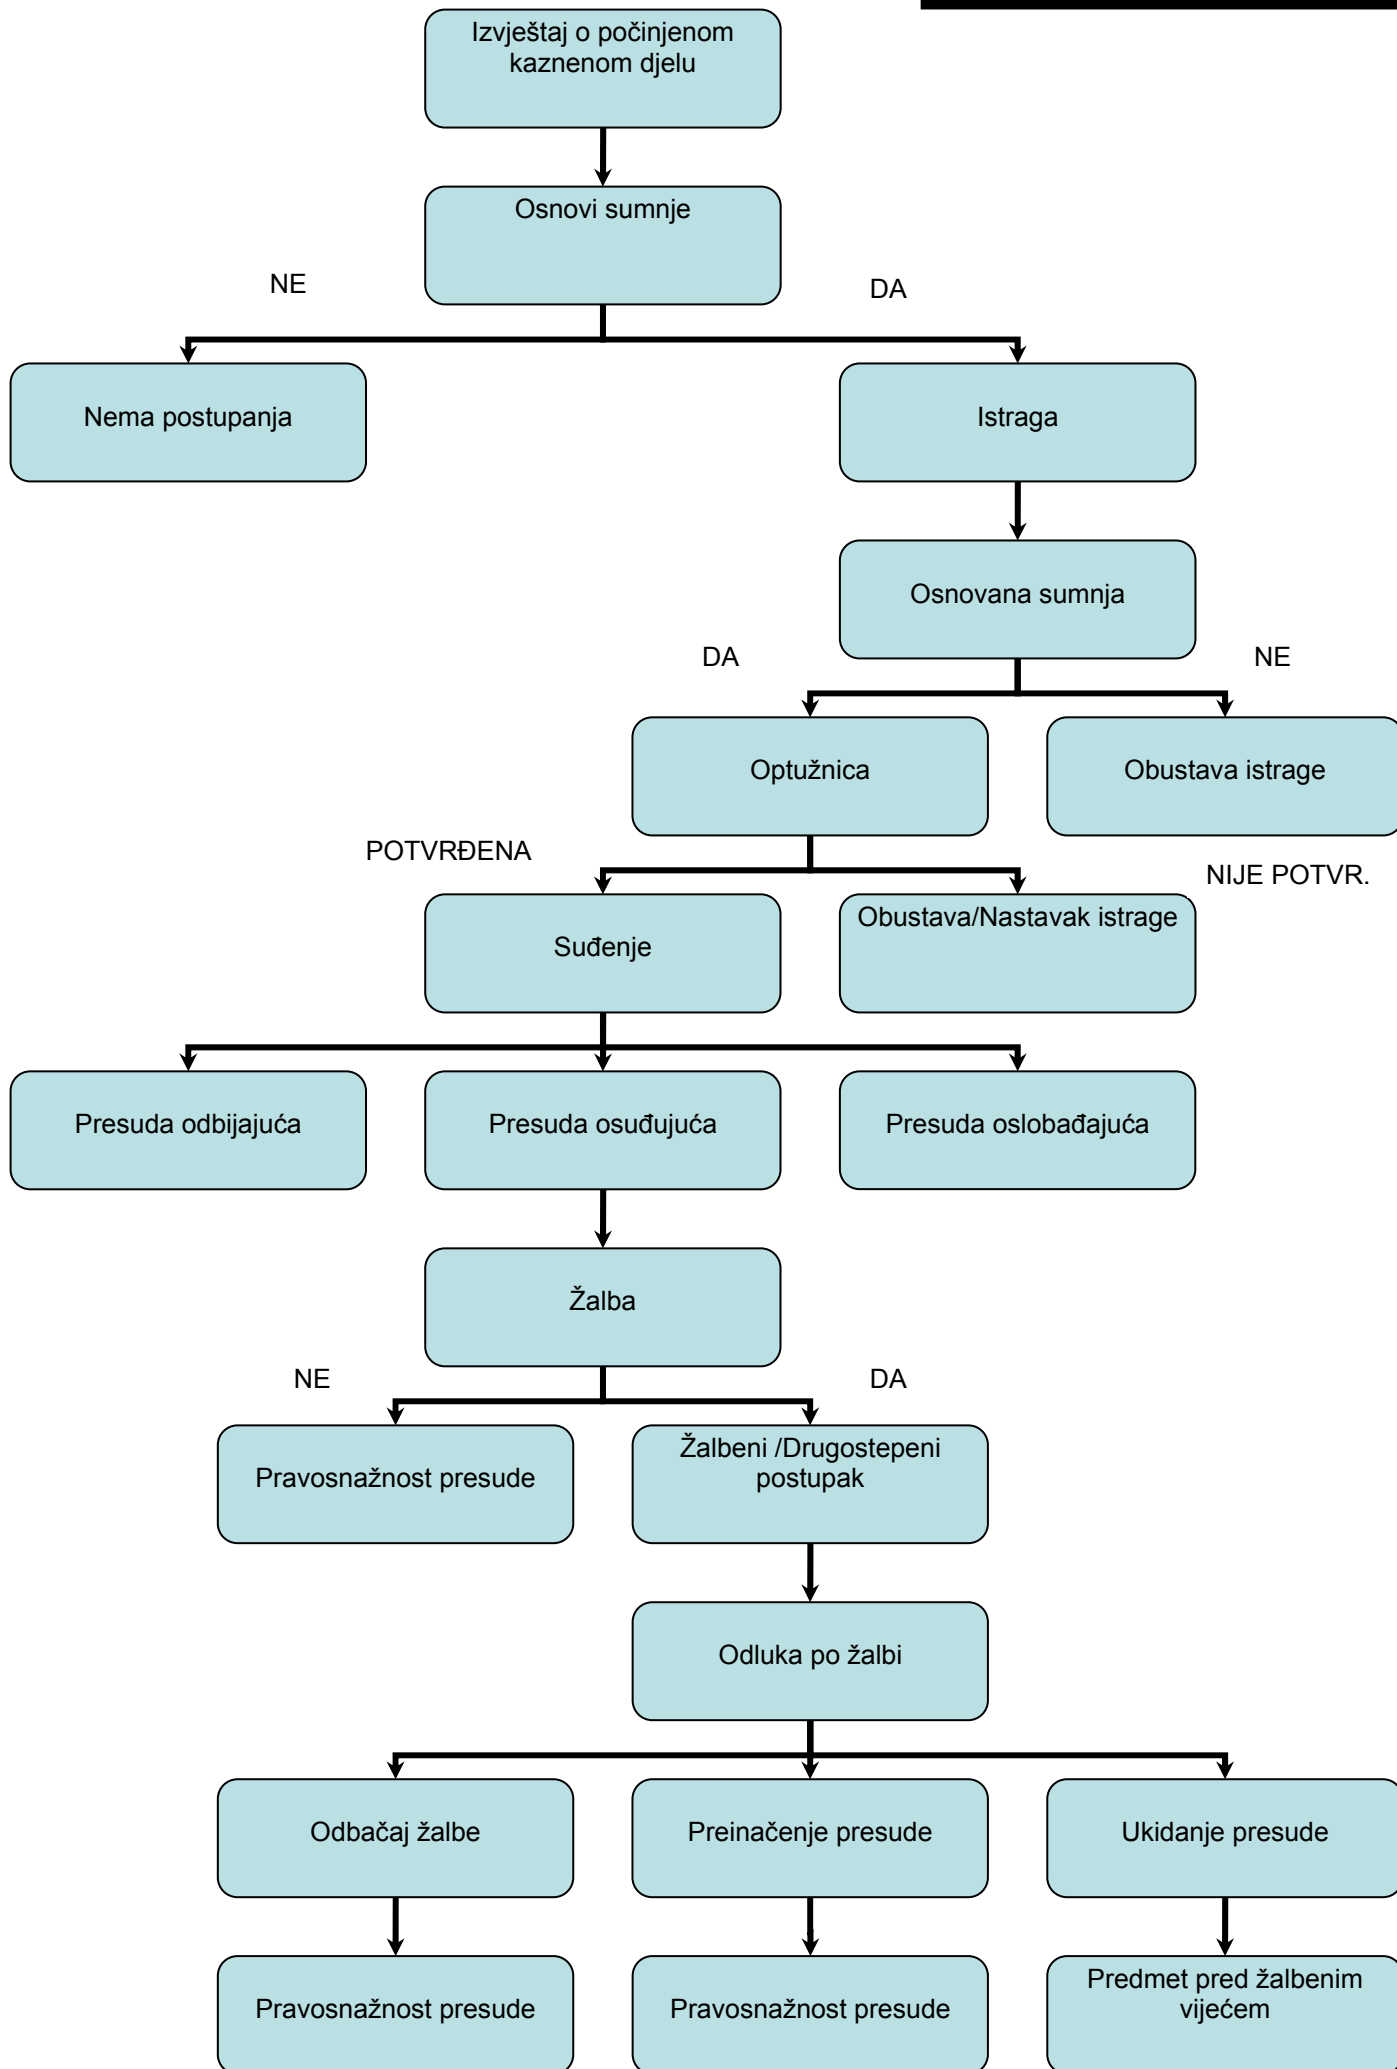 Izvještaj o počinjenom
kaznenom djelu
Osnovi sumnje
NE
DA
Nema postupanja
Istraga
Osnovana sumnja
DA
NE
Optužnica
Obustava istrage
POTVRĐENA
NIJE POTVR.
Suđenje
Obustava/Nastavak istrage
Presuda odbijajuća
Presuda osuđujuća
Presuda oslobađajuća
Žalba
NE
DA
Pravosnažnost presude
Žalbeni /Drugostepeni
postupak
Odluka po žalbi
Odbačaj žalbe
Preinačenje presude
Ukidanje presude
Pravosnažnost presude
Pravosnažnost presude
Predmet pred žalbenim
vijećem